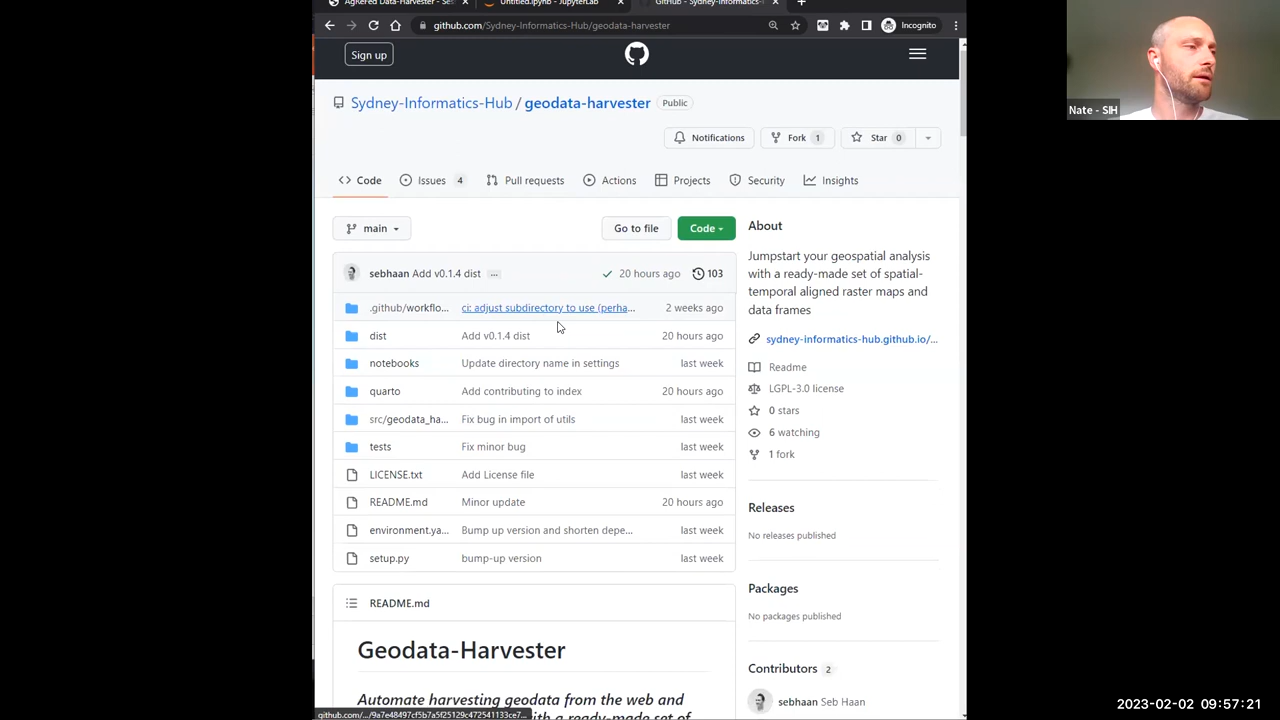 AgReFed Data-Harvester - Se
Untitled.ipynb - JupyterLab
GitHub - Sydney-Informatics-
github.com/Sydney-Informatics-Hub/geodata-harvester
Incognito
Sign up
Sydney-Informatics-Hub / geodata-harvester
Public
Notifications
Fork 1
Star 0
Code
Issues 4
Pull requests
Actions
Projects
Security
Insights
main
Go to file
Code
sebhaan Add v0.1.4 dist ...
20 hours ago
103
.github/workflo...
ci: adjust subdirectory to use (perha...
2 weeks ago
dist
Add v0.1.4 dist
20 hours ago
notebooks
Update directory name in settings
last week
quarto
Add contributing to index
20 hours ago
src/geodata_ha...
Fix bug in import of utils
last week
tests
Fix minor bug
last week
LICENSE.txt
Add License file
last week
README.md
Minor update
20 hours ago
environment.ya...
Bump up version and shorten depe...
last week
setup.py
bump-up version
last week
README.md
Geodata-Harvester
Automate harvesting geodata from the web and
ith a ready-made set of
github.com/.../9a7e48497cf5b7a5f25129c472541133ce7...
About
Jumpstart your geospatial analysis
with a ready-made set of spatial-
temporal aligned raster maps and
data frames
sydney-informatics-hub.github.io/...
Readme
LGPL-3.0 license
0 stars
6 watching
1 fork
Releases
No releases published
Packages
No packages published
Contributors 2
sebhaan Seb Haan
Nate - SIH
2023-02-02 09:57:21